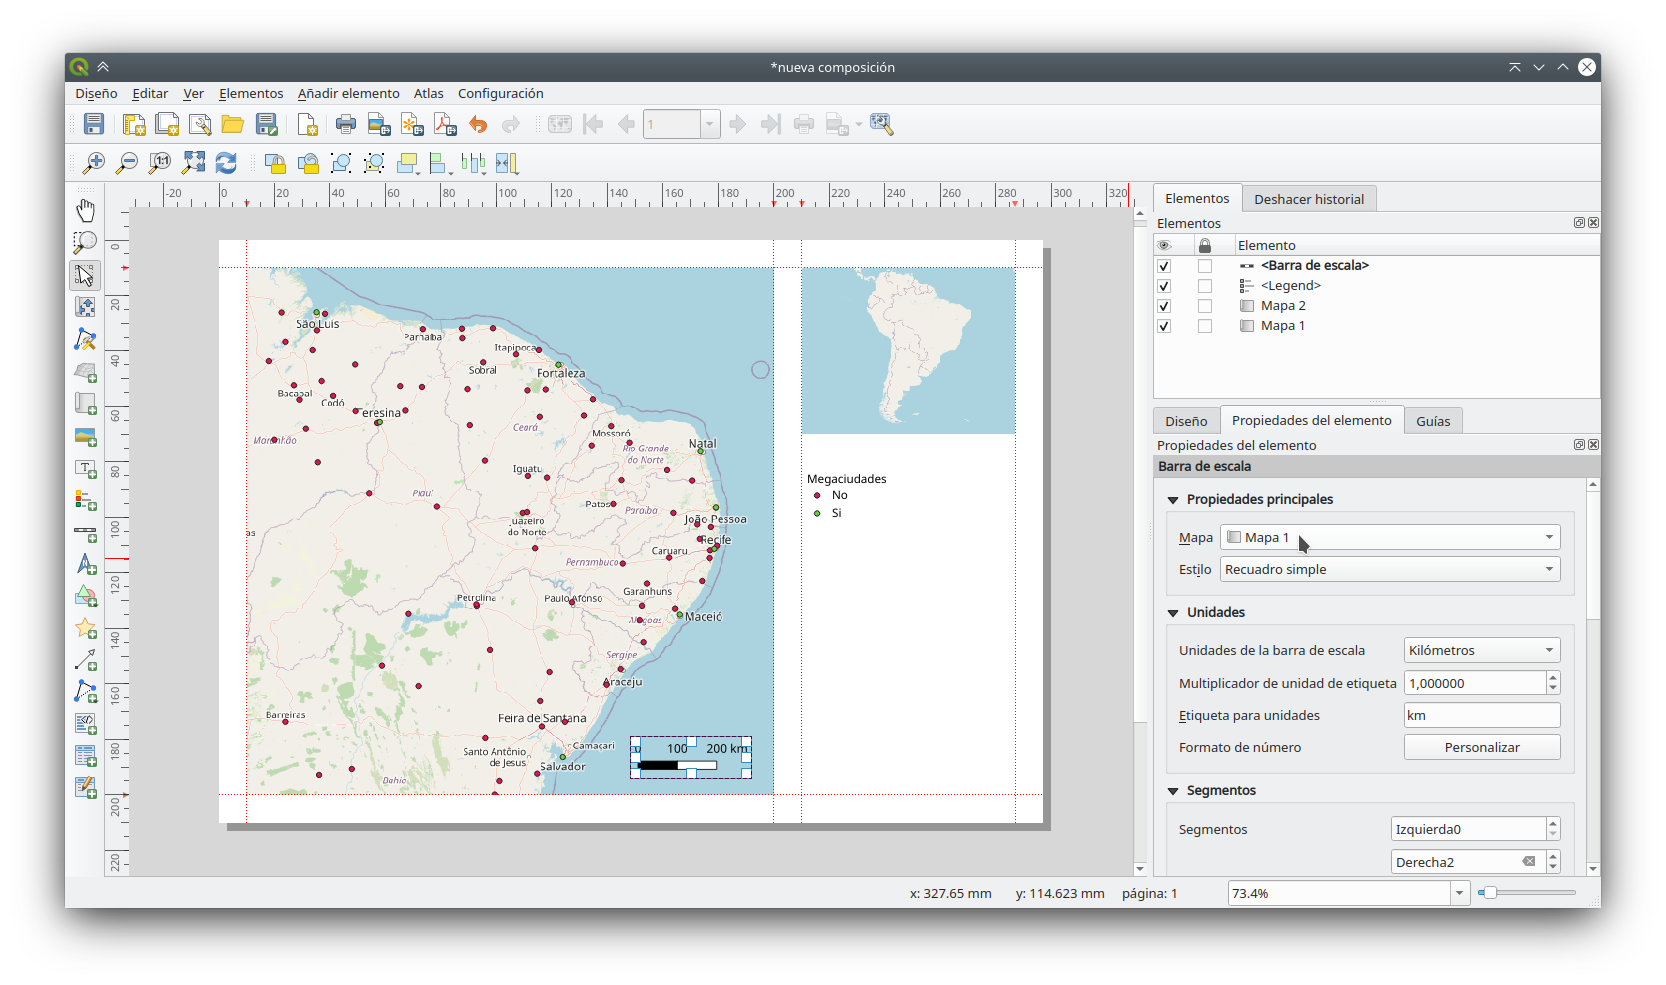 *nueva composición
Diseño Editar Ver Elementos Añadir elemento Atlas Configuración
1
-20 0 20 40 60 80 100 120 140 160 180 200 220 240 260 280 300 320
0
20
40
60
80
100
120
140
160
180
200
220
São Luis
Parnaíba
Itapipoca
Sobral
Fortaleza
Bacabal
Codó
Teresina
Maranhão
Ceará
Mossoró
Natal
Rio Grande
do Norte
Iguatu
Piauí
Patos
Paraíba
João Pessoa
Juazeiro
do Norte
Recife
Caruaru
Pernambuco
Garanhuns
Petrolina
Paulo Afonso
Maceió
Alagoas
Sergipe
Aracaju
Barreiras
Feira de Santana
Camaçari
Santo Antônio
de Jesus
Salvador
Bahia
0 100 200 km
Megaciudades
No
Si
Elementos Deshacer historial
Elementos
Elemento
<Barra de escala>
<Legend>
Mapa 2
Mapa 1
Diseño Propiedades del elemento Guías
Propiedades del elemento
Barra de escala
Propiedades principales
Mapa Mapa 1
Estilo Recuadro simple
Unidades
Unidades de la barra de escala Kilómetros
Multiplicador de unidad de etiqueta 1,000000
Etiqueta para unidades km
Formato de número Personalizar
Segmentos
Segmentos Izquierda0
Derecha2
x: 327.65 mm y: 114.623 mm página: 1 73.4%